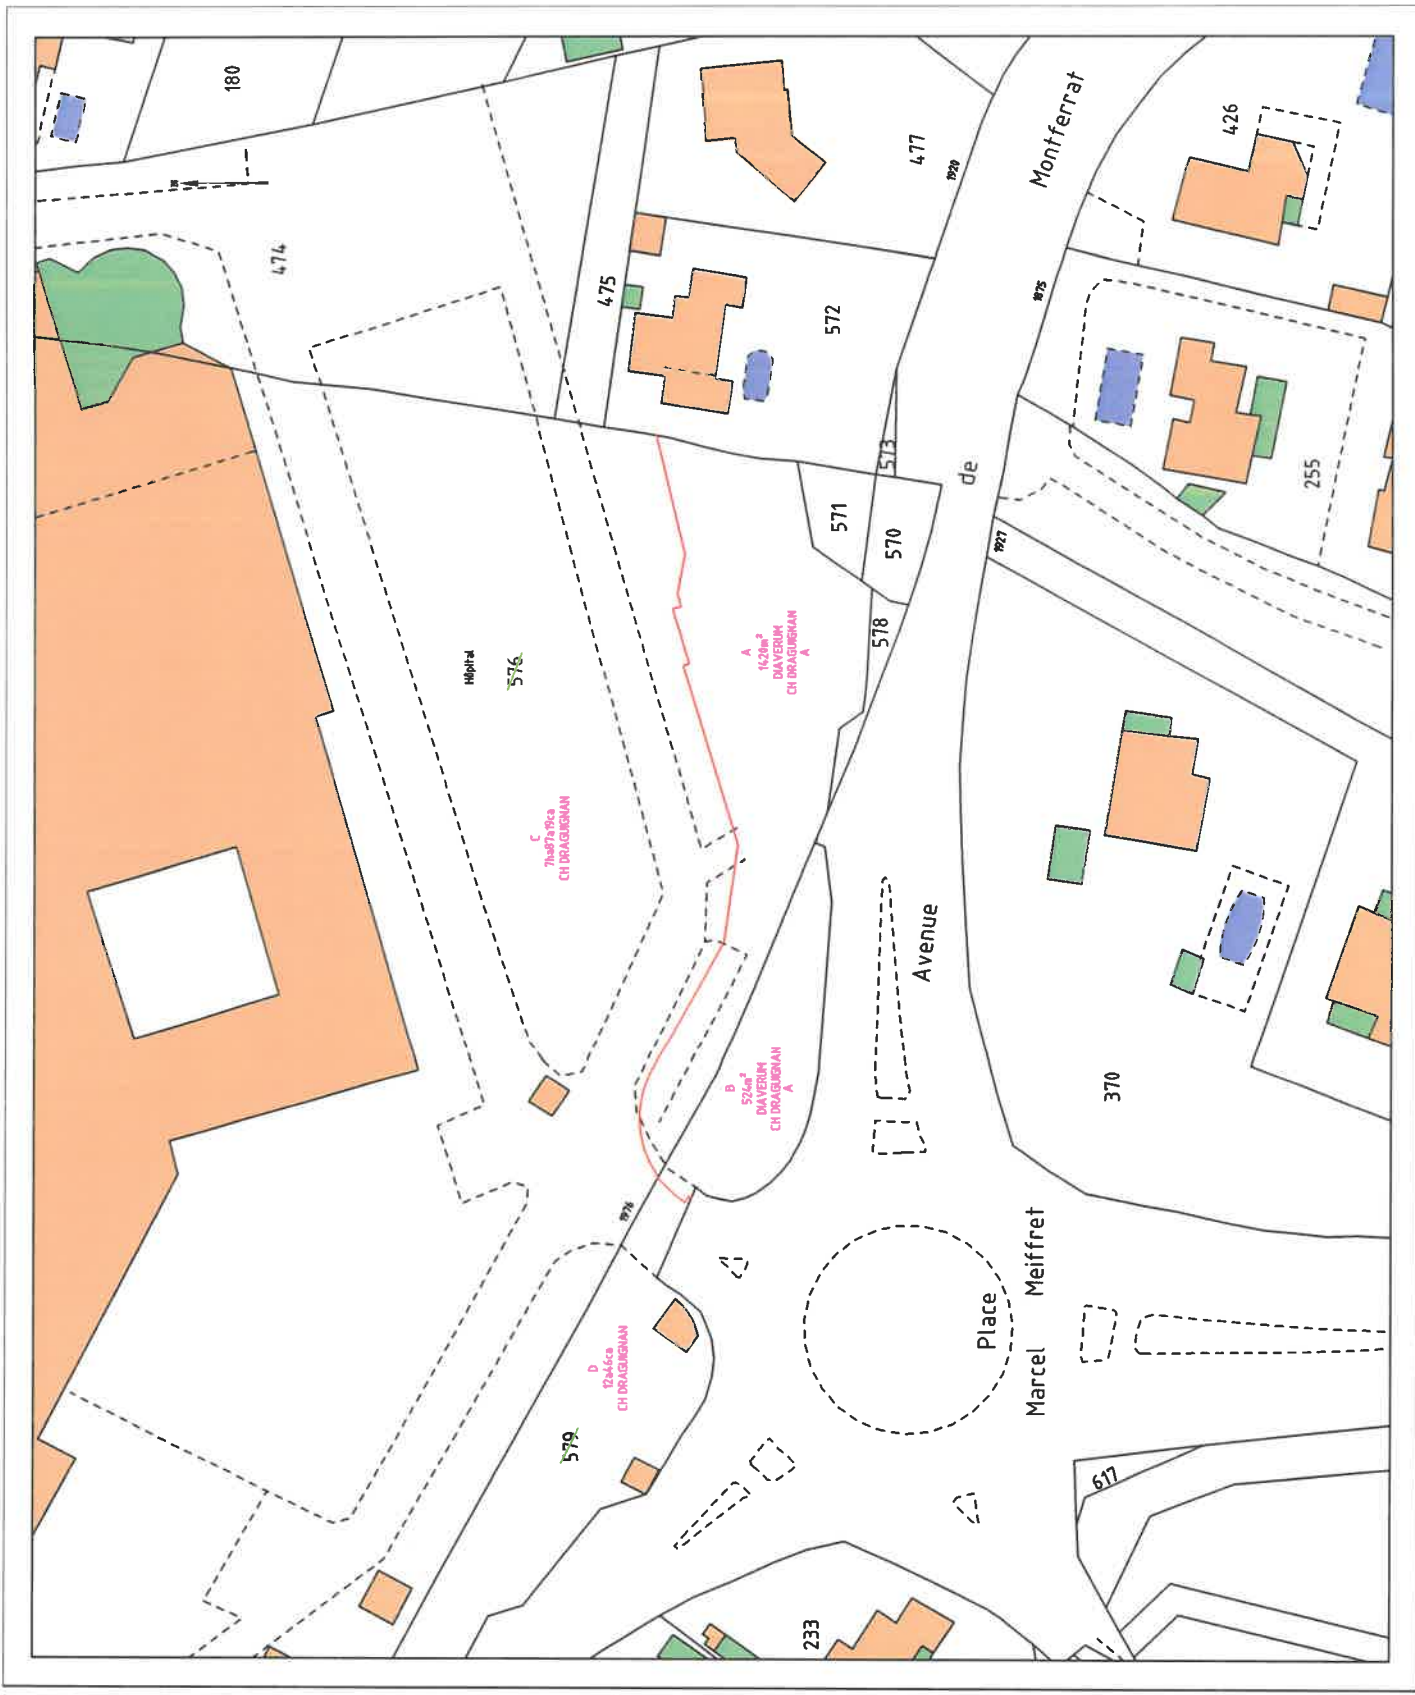 180
474
475
477
1920
Montferrat
426
572
1875
573
de
571
570
578
1927
255
Hôpital
576
A
1420m²
DIAVERUM
CH DRAGUIGNAN
A
C
7ha87a19ca
CH DRAGUIGNAN
Avenue
B
524m²
DIAVERUM
CH DRAGUIGNAN
A
370
1976
D
12a46ca
CH DRAGUIGNAN
579
Place
Marcel Meiffret
617
233